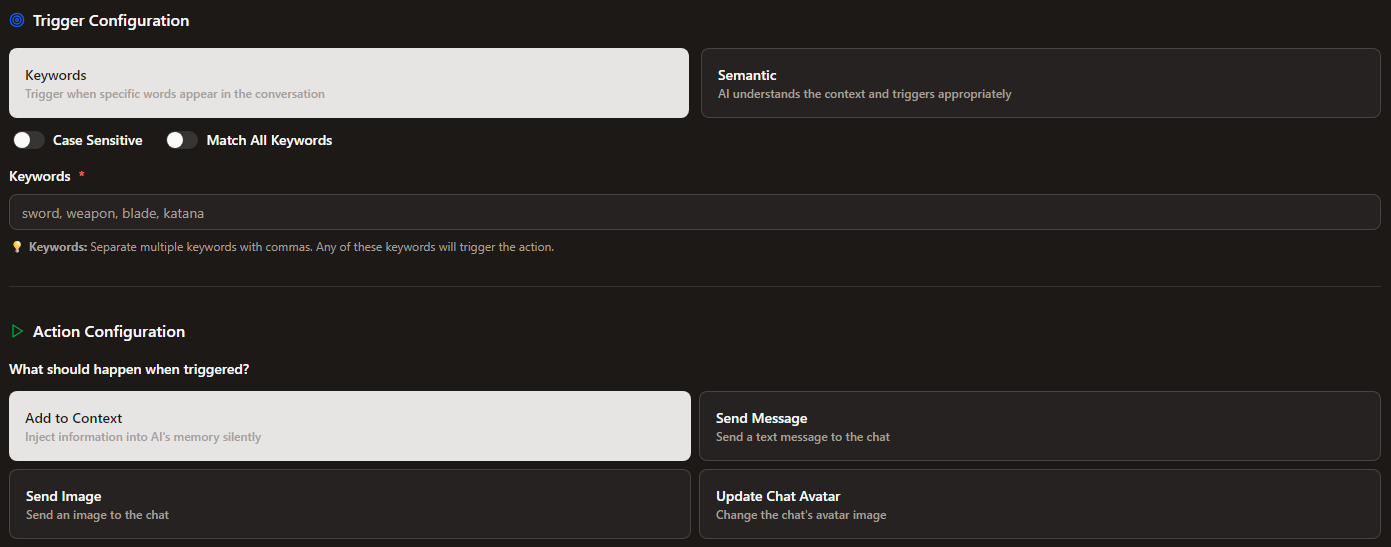 Trigger Configuration
Keywords
Trigger when specific words appear in the conversation
Semantic
AI understands the context and triggers appropriately
Case Sensitive
Match All Keywords
Keywords *
sword, weapon, blade, katana
💡 Keywords: Separate multiple keywords with commas. Any of these keywords will trigger the action.
Action Configuration
What should happen when triggered?
Add to Context
Inject information into AI's memory silently
Send Message
Send a text message to the chat
Send Image
Send an image to the chat
Update Chat Avatar
Change the chat's avatar image